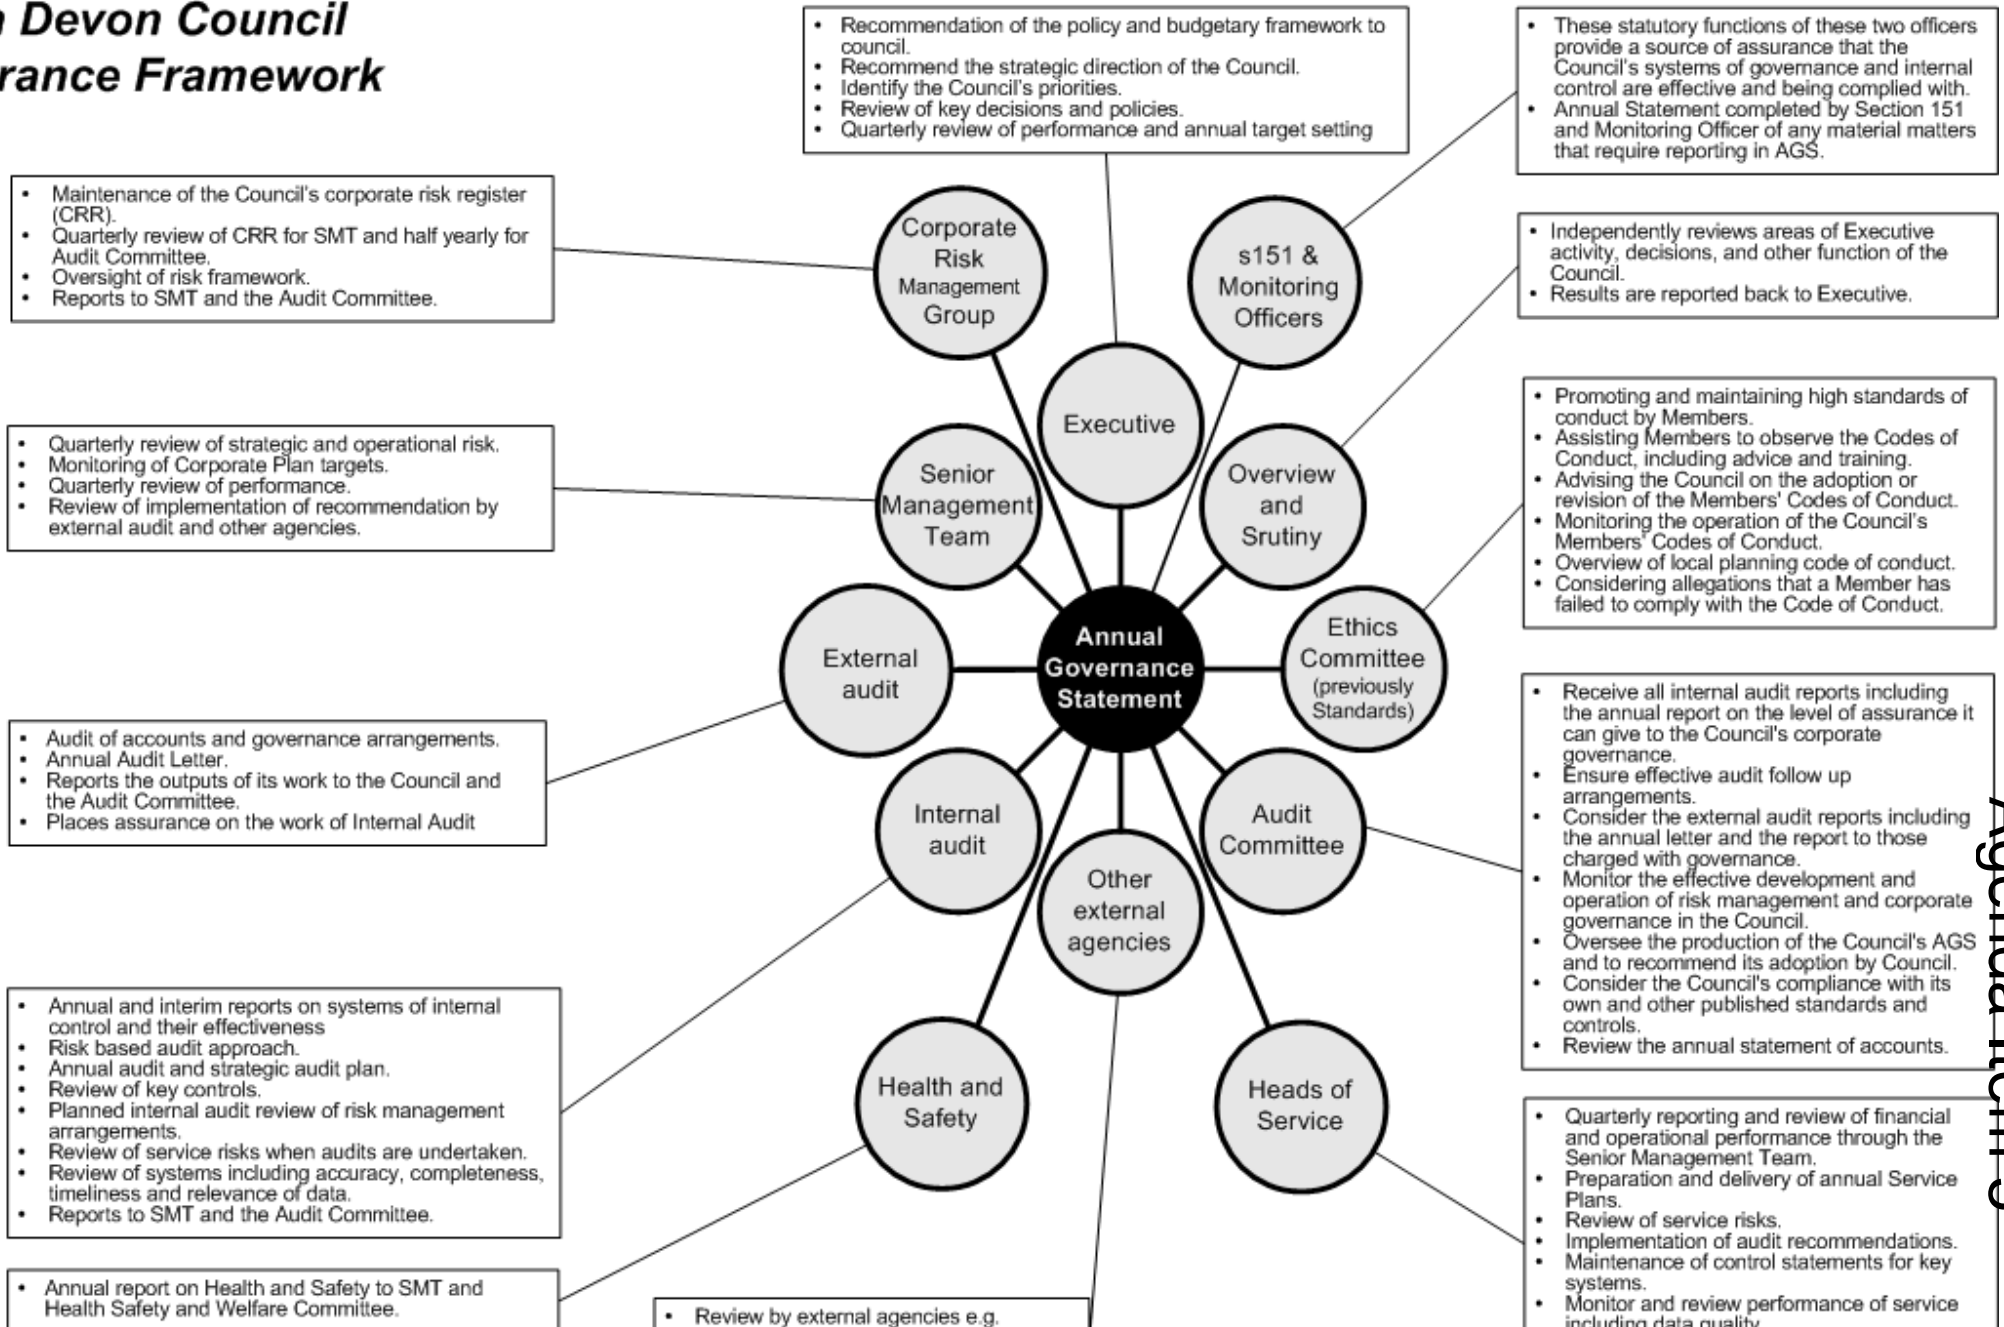 Devon Council
rance Framework
• Recommendation of the policy and budgetary framework to
council.
• Recommend the strategic direction of the Council.
• Identify the Council's priorities.
• Review of key decisions and policies.
• Quarterly review of performance and annual target setting
• These statutory functions of these two officers
provide a source of assurance that the
Council's systems of governance and internal
control are effective and being complied with.
• Annual Statement completed by Section 151
and Monitoring Officer of any material matters
that require reporting in AGS.
• Maintenance of the Council's corporate risk register
(CRR).
• Quarterly review of CRR for SMT and half yearly for
Audit Committee.
• Oversight of risk framework.
• Reports to SMT and the Audit Committee.
Corporate
Risk
Management
Group
s151 &
Monitoring
Officers
• Independently reviews areas of Executive
activity, decisions, and other function of the
Council.
• Results are reported back to Executive.
Executive
• Quarterly review of strategic and operational risk.
• Monitoring of Corporate Plan targets.
• Quarterly review of performance.
• Review of implementation of recommendation by
external audit and other agencies.
Senior
Management
Team
Overview
and
Srutiny
• Promoting and maintaining high standards of
conduct by Members.
• Assisting Members to observe the Codes of
Conduct, including advice and training.
• Advising the Council on the adoption or
revision of the Members' Codes of Conduct.
• Monitoring the operation of the Council's
Members' Codes of Conduct.
• Overview of local planning code of conduct.
• Considering allegations that a Member has
failed to comply with the Code of Conduct.
External
audit
Annual
Governance
Statement
Ethics
Committee
(previously
Standards)
• Audit of accounts and governance arrangements.
• Annual Audit Letter.
• Reports the outputs of its work to the Council and
the Audit Committee.
• Places assurance on the work of Internal Audit
Internal
audit
Other
external
agencies
Audit
Committee
• Receive all internal audit reports including
the annual report on the level of assurance it
can give to the Council's corporate
governance.
• Ensure effective audit follow up
arrangements.
• Consider the external audit reports including
the annual letter and the report to those
charged with governance.
• Monitor the effective development and
operation of risk management and corporate
governance in the Council.
• Oversee the production of the Council's AGS
and to recommend its adoption by Council.
• Consider the Council's compliance with its
own and other published standards and
controls.
• Review the annual statement of accounts.
• Annual and interim reports on systems of internal
control and their effectiveness
• Risk based audit approach.
• Annual audit and strategic audit plan.
• Review of key controls.
• Planned internal audit review of risk management
arrangements.
• Review of service risks when audits are undertaken.
• Review of systems including accuracy, completeness,
timeliness and relevance of data.
• Reports to SMT and the Audit Committee.
Health and
Safety
Heads of
Service
• Quarterly reporting and review of financial
and operational performance through the
Senior Management Team.
• Preparation and delivery of annual Service
Plans.
• Review of service risks.
• Implementation of audit recommendations.
• Maintenance of control statements for key
systems.
• Monitor and review performance of service
including data quality
• Annual report on Health and Safety to SMT and
Health Safety and Welfare Committee.
• Review by external agencies e.g.
Agenda Item